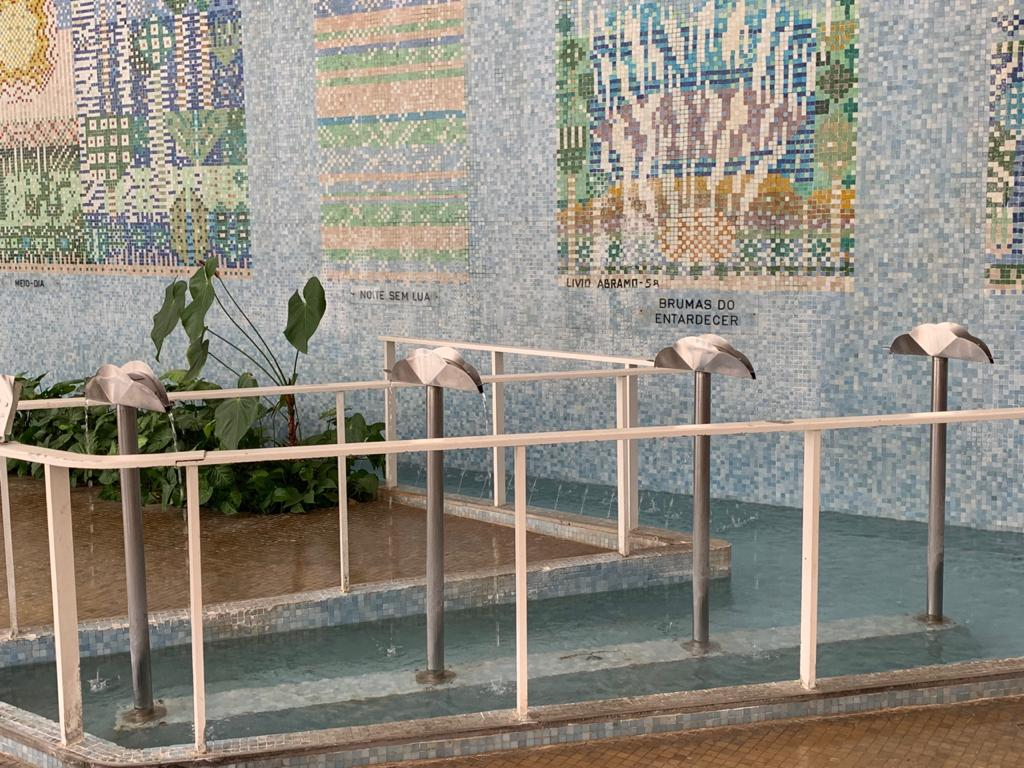 MEIO-DIA
NOITE SEM LUA
LIVIO ABRAMO-58
BRUMAS DO
ENTARDECER